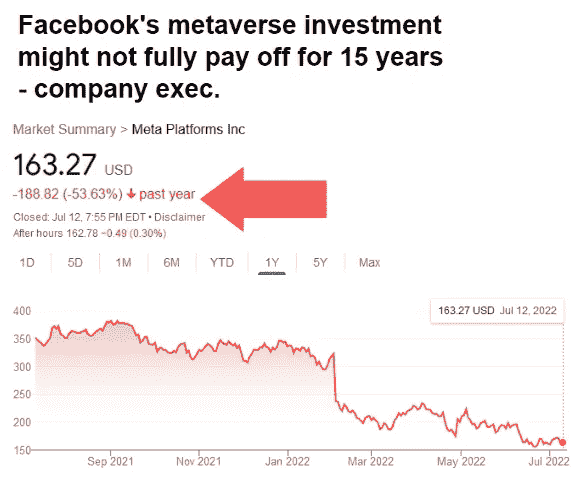 Facebook's metaverse investment
might not fully pay off for 15 years
- company exec.
Market Summary > Meta Platforms Inc
163.27 USD
-188.82 (-53.63%) ↓ past year
Closed: Jul 12, 7:55 PM EDT • Disclaimer
After hours 162.78 −0.49 (0.30%)
1D 5D 1M 6M YTD 1Y 5Y Max
163.27 USD Jul 12, 2022
400
350
300
250
200
150
Sep 2021 Nov 2021 Jan 2022 Mar 2022 May 2022 Jul 2022